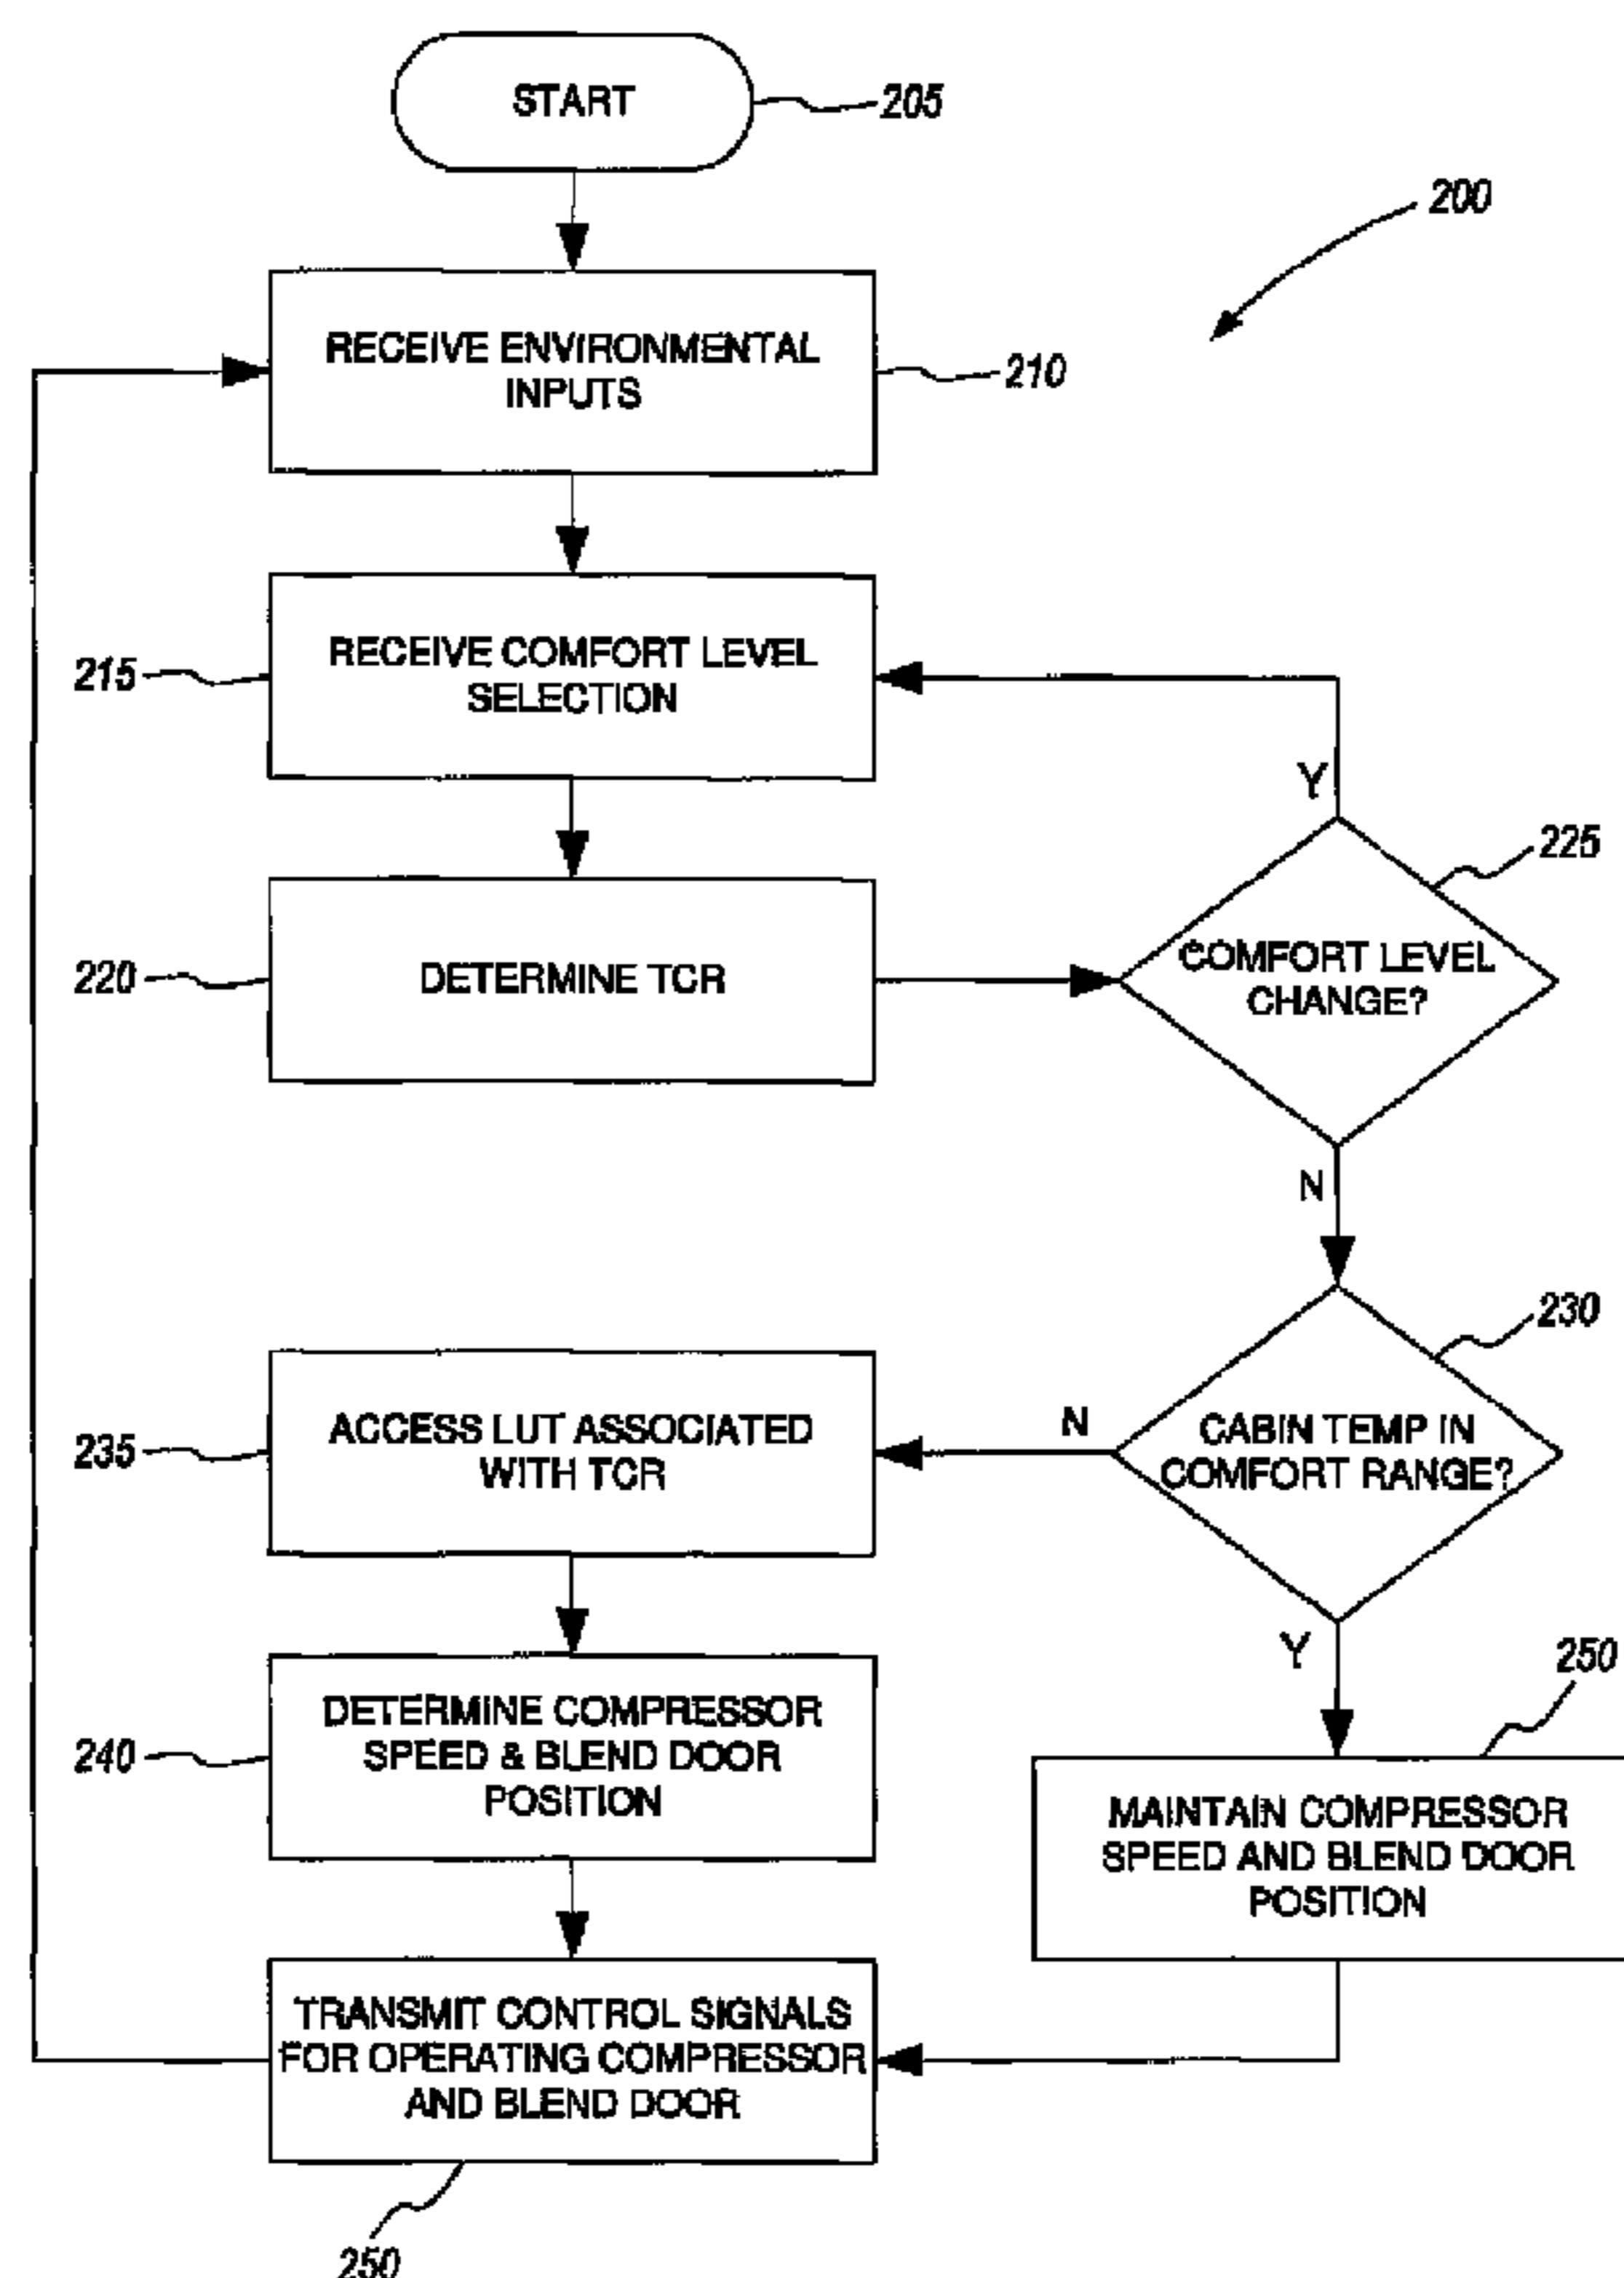 START
205
200
RECEIVE ENVIRONMENTAL
INPUTS
210
RECEIVE COMFORT LEVEL
SELECTION
215
Y
225
DETERMINE TCR
220
COMFORT LEVEL
CHANGE?
N
230
ACCESS LUT ASSOCIATED
WITH TCR
235
N
CABIN TEMP IN
COMFORT RANGE?
Y
250
DETERMINE COMPRESSOR
SPEED & BLEND DOOR
POSITION
240
MAINTAIN COMPRESSOR
SPEED AND BLEND DOOR
POSITION
TRANSMIT CONTROL SIGNALS
FOR OPERATING COMPRESSOR
AND BLEND DOOR
250